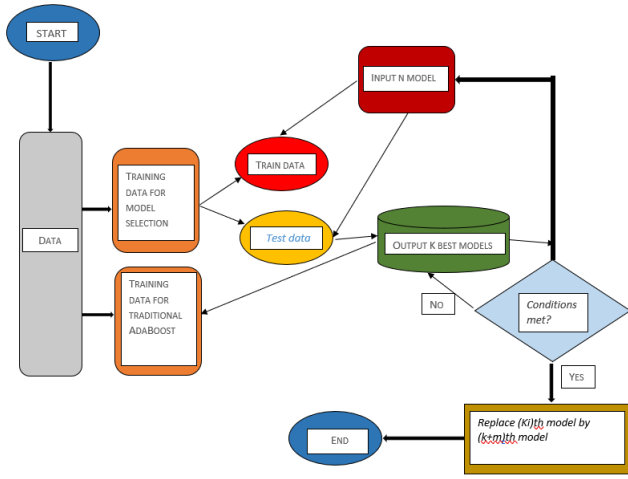 START
INPUT N MODEL
TRAIN DATA
TRAINING
DATA FOR
MODEL
SELECTION
Test data
DATA
OUTPUT K BEST MODELS
TRAINING
DATA FOR
TRADITIONAL
ADABOOST
NO
Conditions
met?
YES
Replace (Ki)th model by
(k+m)th model
END